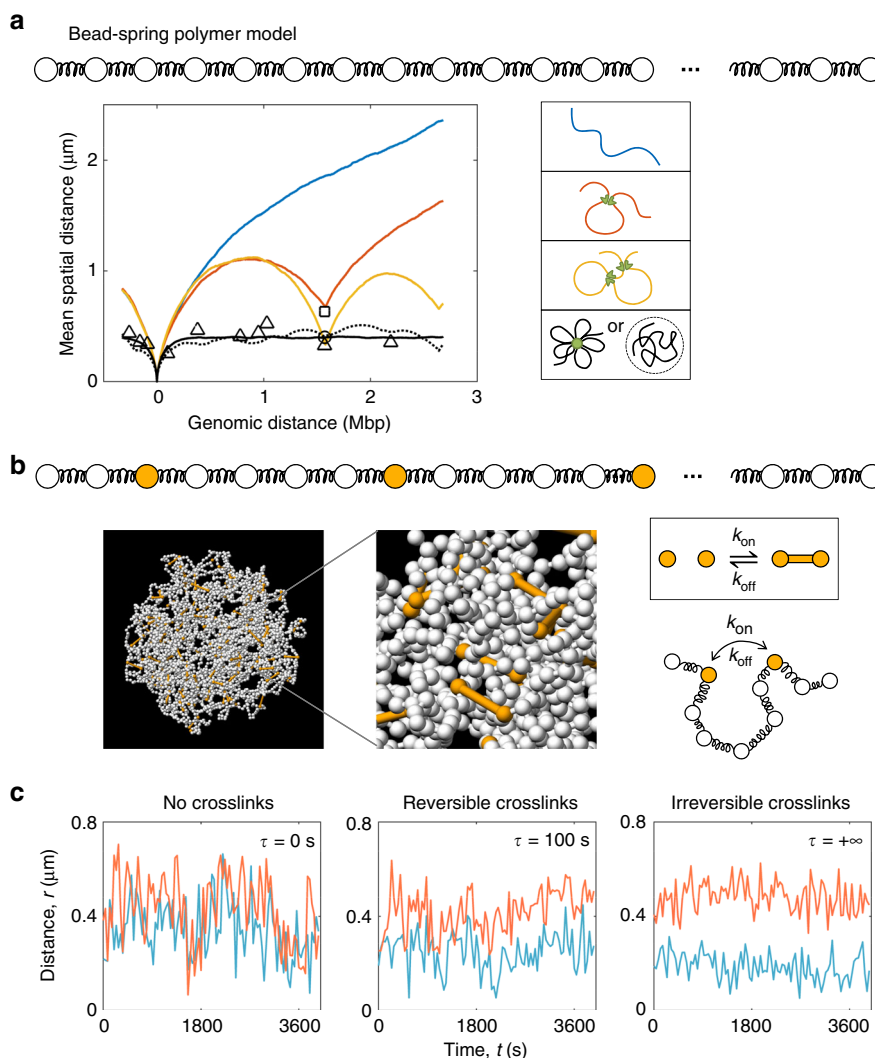 a
Bead-spring polymer model
...
Mean spatial distance (μm)
2
1
0
0
1
2
3
Genomic distance (Mbp)
or
b
...
k_on
k_off
k_on
k_off
c
No crosslinks
Reversible crosslinks
Irreversible crosslinks
Distance, r (μm)
0.8
0.4
0
τ = 0 s
0
1800
3600
0.8
0.4
0
τ = 100 s
0
1800
3600
0.8
0.4
0
τ = +∞
0
1800
3600
Time, t (s)